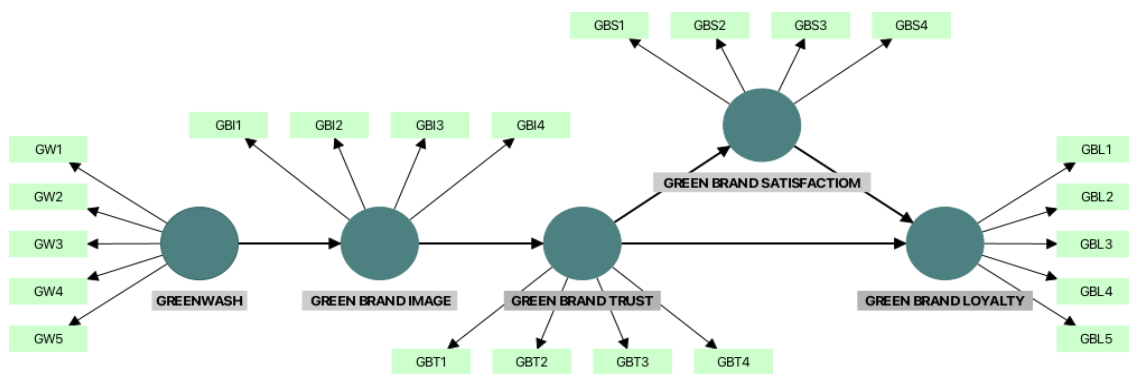 GBS1
GBS2
GBS3
GBS4
GBI1
GBI2
GBI3
GBI4
GW1
GW2
GW3
GW4
GW5
GBL1
GBL2
GBL3
GBL4
GBL5
GREEN BRAND SATISFACTIOM
GREENWASH
GREEN BRAND IMAGE
GREEN BRAND TRUST
GREEN BRAND LOYALTY
GBT1
GBT2
GBT3
GBT4